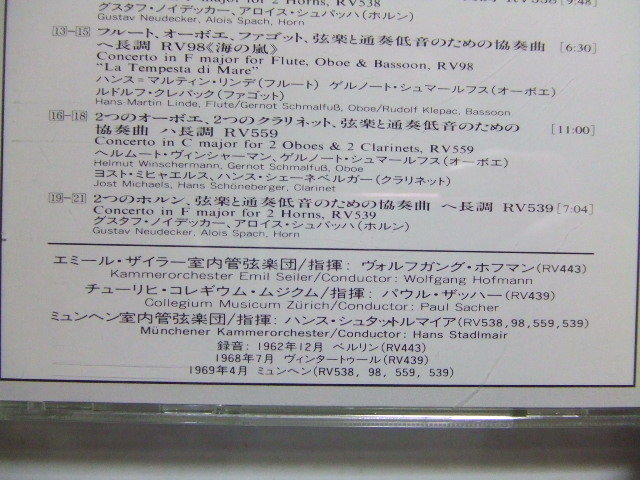 major for 2 Horns, RV538
グスタフ・ノイデッカー、アロイス・シュパッハ(ホルン)
Gustav Neudecker, Alois Spach, Horn
13-15 フルート、オーボエ、ファゴット、弦楽と通奏低音のための協奏曲 [6:30]
ヘ長調 RV98《海の嵐》
Concerto in F major for Flute, Oboe & Bassoon, RV98
"La Tempesta di Mare"
ハンス=マルティン・リンデ(フルート) ゲルノート・シュマールフス(オーボエ)
ルドルフ・クレパック(ファゴット)
Hans-Martin Linde, Flute/Gernot Schmalfuß, Oboe/Rudolf Klepac, Bassoon
16-18 2つのオーボエ、2つのクラリネット、弦楽と通奏低音のための [11:00]
協奏曲 ハ長調 RV559
Concerto in C major for 2 Oboes & 2 Clarinets, RV559
ヘルムート・ヴィンシャーマン、ゲルノート・シュマールフス(オーボエ)
Helmut Winschermann, Gernot Schmalfuß, Oboe
ヨスト・ミヒャエルス、ハンス・シェーネベルガー(クラリネット)
Jost Michaels, Hans Schöneberger, Clarinet
19-21 2つのホルン、弦楽と通奏低音のための協奏曲 ヘ長調 RV539 [7:04]
Concerto in F major for 2 Horns, RV539
グスタフ・ノイデッカー、アロイス・シュパッハ(ホルン)
Gustav Neudecker, Alois Spach, Horn
エミール・ザイラー室内管弦楽団/指揮: ヴォルフガング・ホフマン(RV443)
Kammerorchester Emil Seiler/Conductor: Wolfgang Hofmann
チューリヒ・コレギウム・ムジクム/指揮: パウル・ザッハー(RV439)
Collegium Musicum Zürich/Conductor: Paul Sacher
ミュンヘン室内管弦楽団/指揮: ハンス・シュタットルマイア(RV538, 98, 559, 539)
Münchener Kammerorchester/Conductor: Hans Stadlmair
録音: 1962年12月 ベルリン(RV443)
1968年7月 ヴィンタートゥール(RV439)
1969年4月 ミュンヘン(RV538, 98, 559, 539)